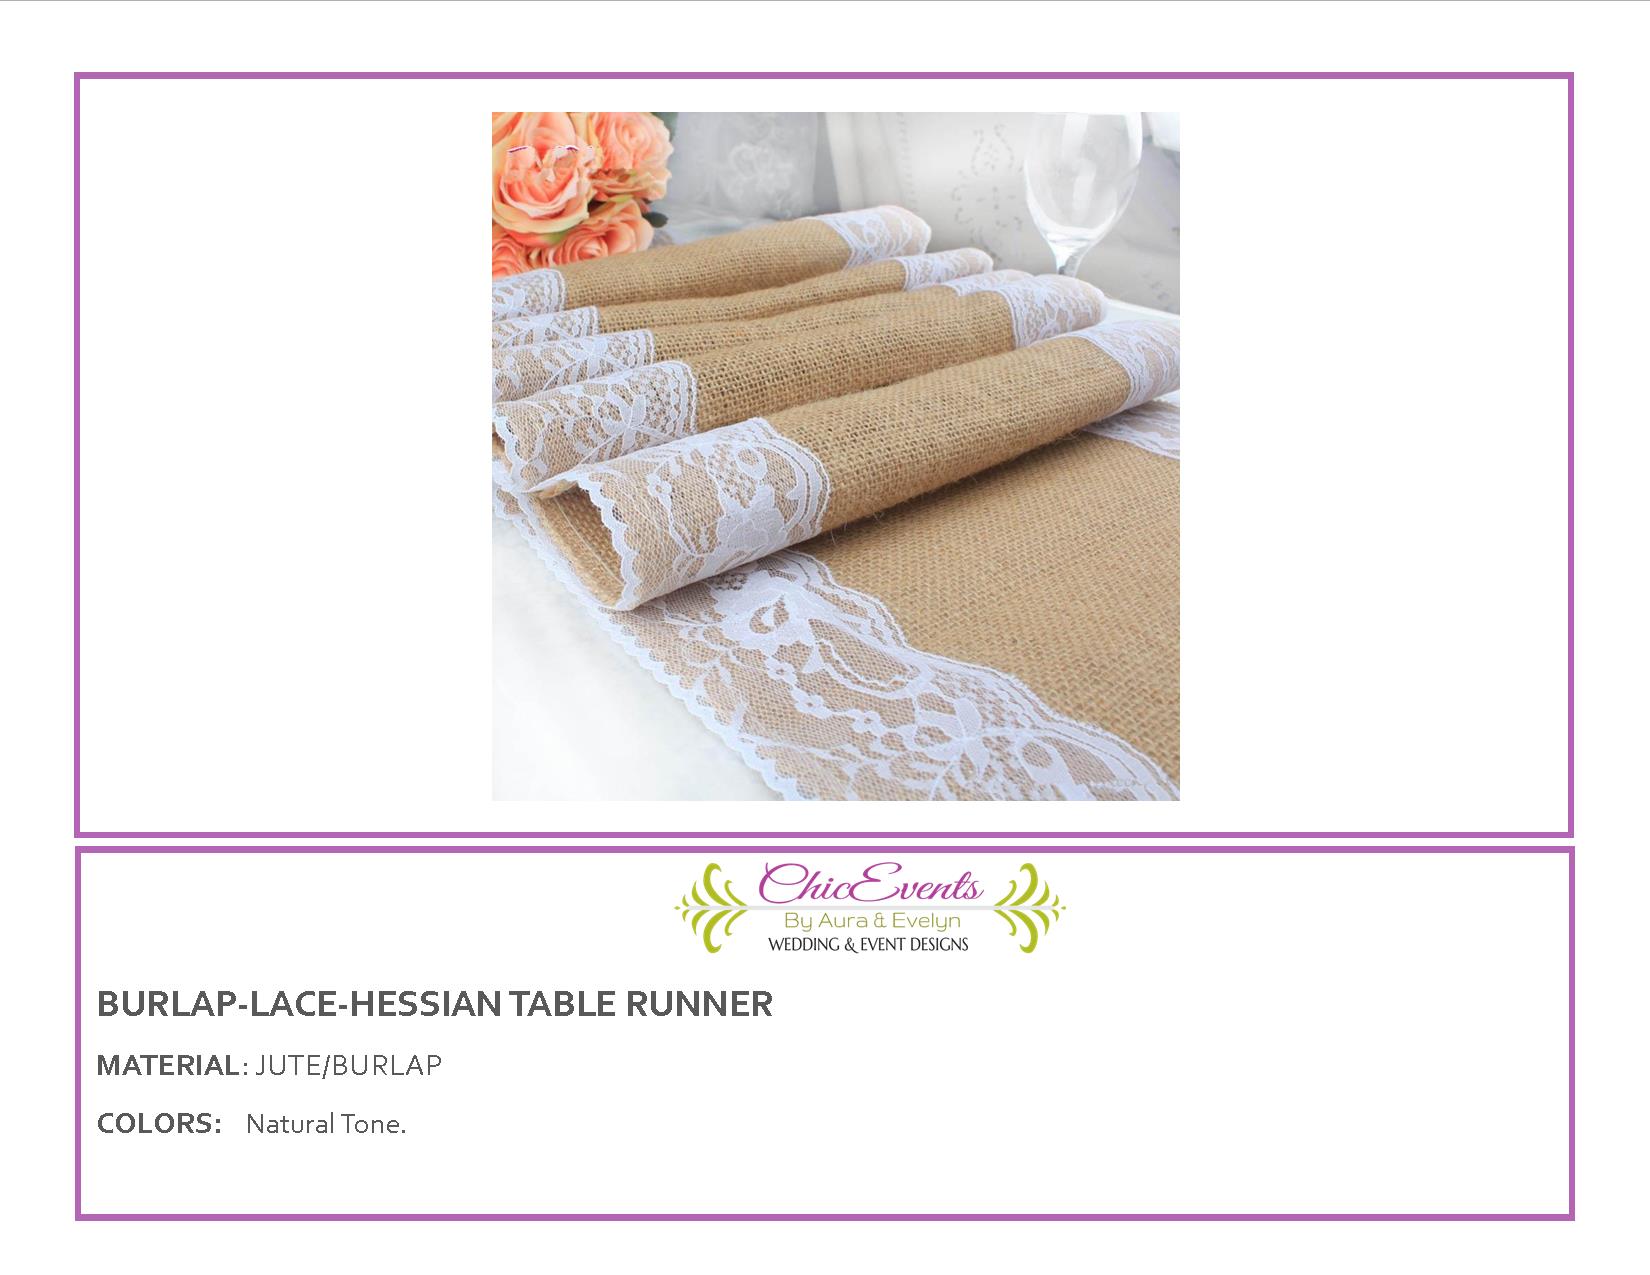 ChicEvents
By Aura & Evelyn
WEDDING & EVENT DESIGNS
BURLAP-LACE-HESSIAN TABLE RUNNER
MATERIAL: JUTE/BURLAP
COLORS: Natural Tone.